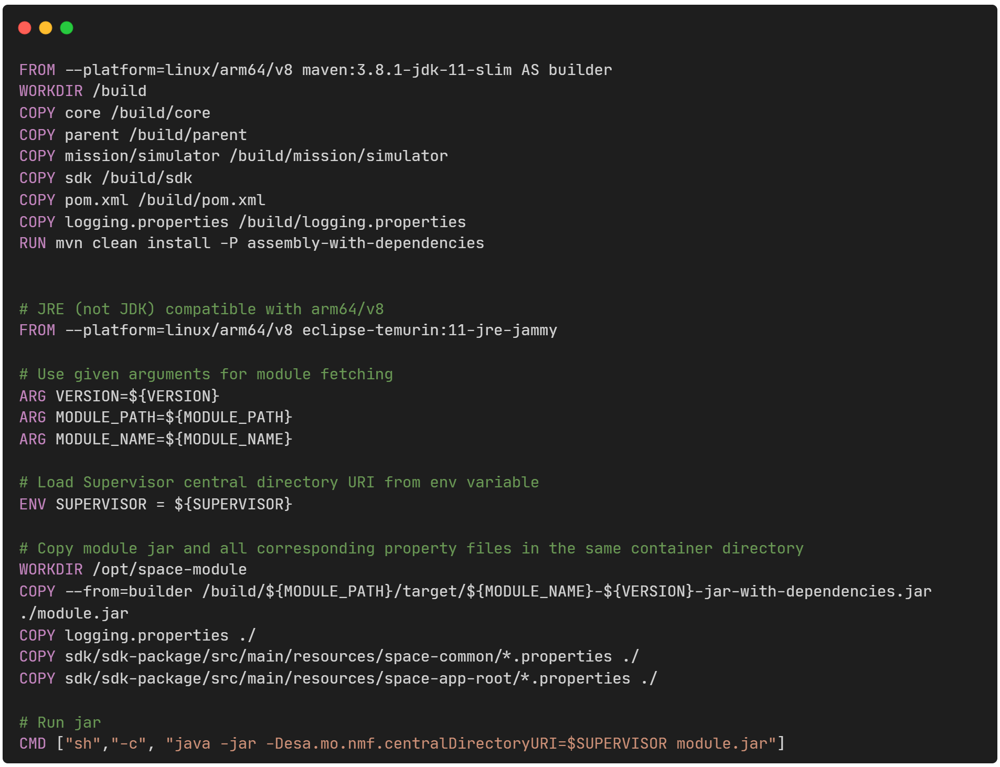 FROM --platform=linux/arm64/v8 maven:3.8.1-jdk-11-slim AS builder
WORKDIR /build
COPY core /build/core
COPY parent /build/parent
COPY mission/simulator /build/mission/simulator
COPY sdk /build/sdk
COPY pom.xml /build/pom.xml
COPY logging.properties /build/logging.properties
RUN mvn clean install -P assembly-with-dependencies
# JRE (not JDK) compatible with arm64/v8
FROM --platform=linux/arm64/v8 eclipse-temurin:11-jre-jammy
# Use given arguments for module fetching
ARG VERSION=${VERSION}
ARG MODULE_PATH=${MODULE_PATH}
ARG MODULE_NAME=${MODULE_NAME}
# Load Supervisor central directory URI from env variable
ENV SUPERVISOR = ${SUPERVISOR}
# Copy module jar and all corresponding property files in the same container directory
WORKDIR /opt/space-module
COPY --from=builder /build/${MODULE_PATH}/target/${MODULE_NAME}-${VERSION}-jar-with-dependencies.jar
./module.jar
COPY logging.properties ./
COPY sdk/sdk-package/src/main/resources/space-common/*.properties ./
COPY sdk/sdk-package/src/main/resources/space-app-root/*.properties ./
# Run jar
CMD ["sh","-c", "java -jar -Desa.mo.nmf.centralDirectoryURI=$SUPERVISOR module.jar"]